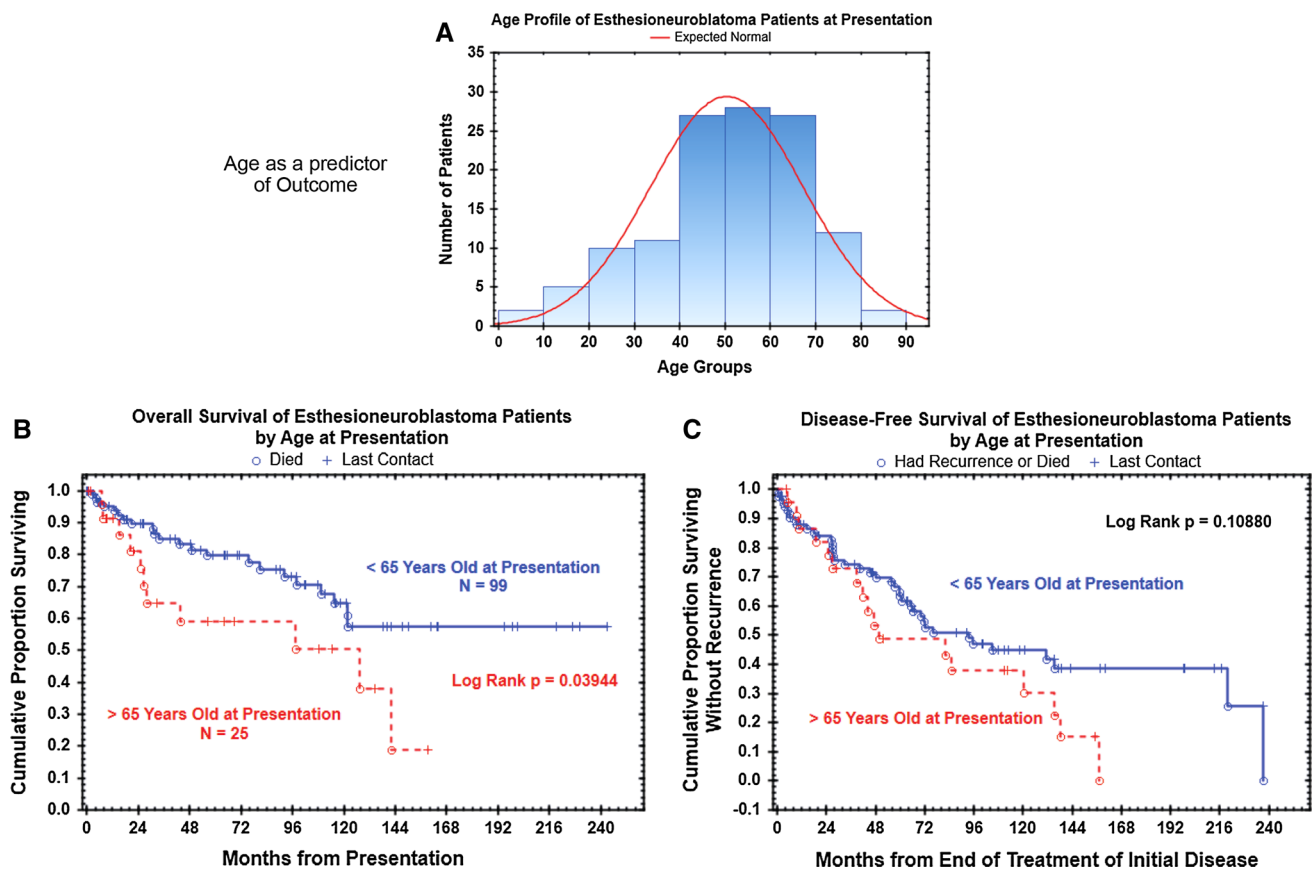 A
Age Profile of Esthesioneuroblatoma Patients at Presentation
Expected Normal
Age as a predictor
of Outcome
Number of Patients
35
30
25
20
15
10
5
0
0 10 20 30 40 50 60 70 80 90
Age Groups
B
Overall Survival of Esthesioneuroblastoma Patients
by Age at Presentation
Died Last Contact
Cumulative Proportion Surviving
1.0
0.9
0.8
0.7
0.6
0.5
0.4
0.3
0.2
0.1
0.0
< 65 Years Old at Presentation
N = 99
Log Rank p = 0.03944
> 65 Years Old at Presentation
N = 25
0 24 48 72 96 120 144 168 192 216 240
Months from Presentation
C
Disease-Free Survival of Esthesioneuroblastoma Patients
by Age at Presentation
Had Recurrence or Died Last Contact
Cumulative Proportion Surviving
Without Recurrence
1.0
0.9
0.8
0.7
0.6
0.5
0.4
0.3
0.2
0.1
0.0
-0.1
Log Rank p = 0.10880
< 65 Years Old at Presentation
> 65 Years Old at Presentation
0 24 48 72 96 120 144 168 192 216 240
Months from End of Treatment of Initial Disease